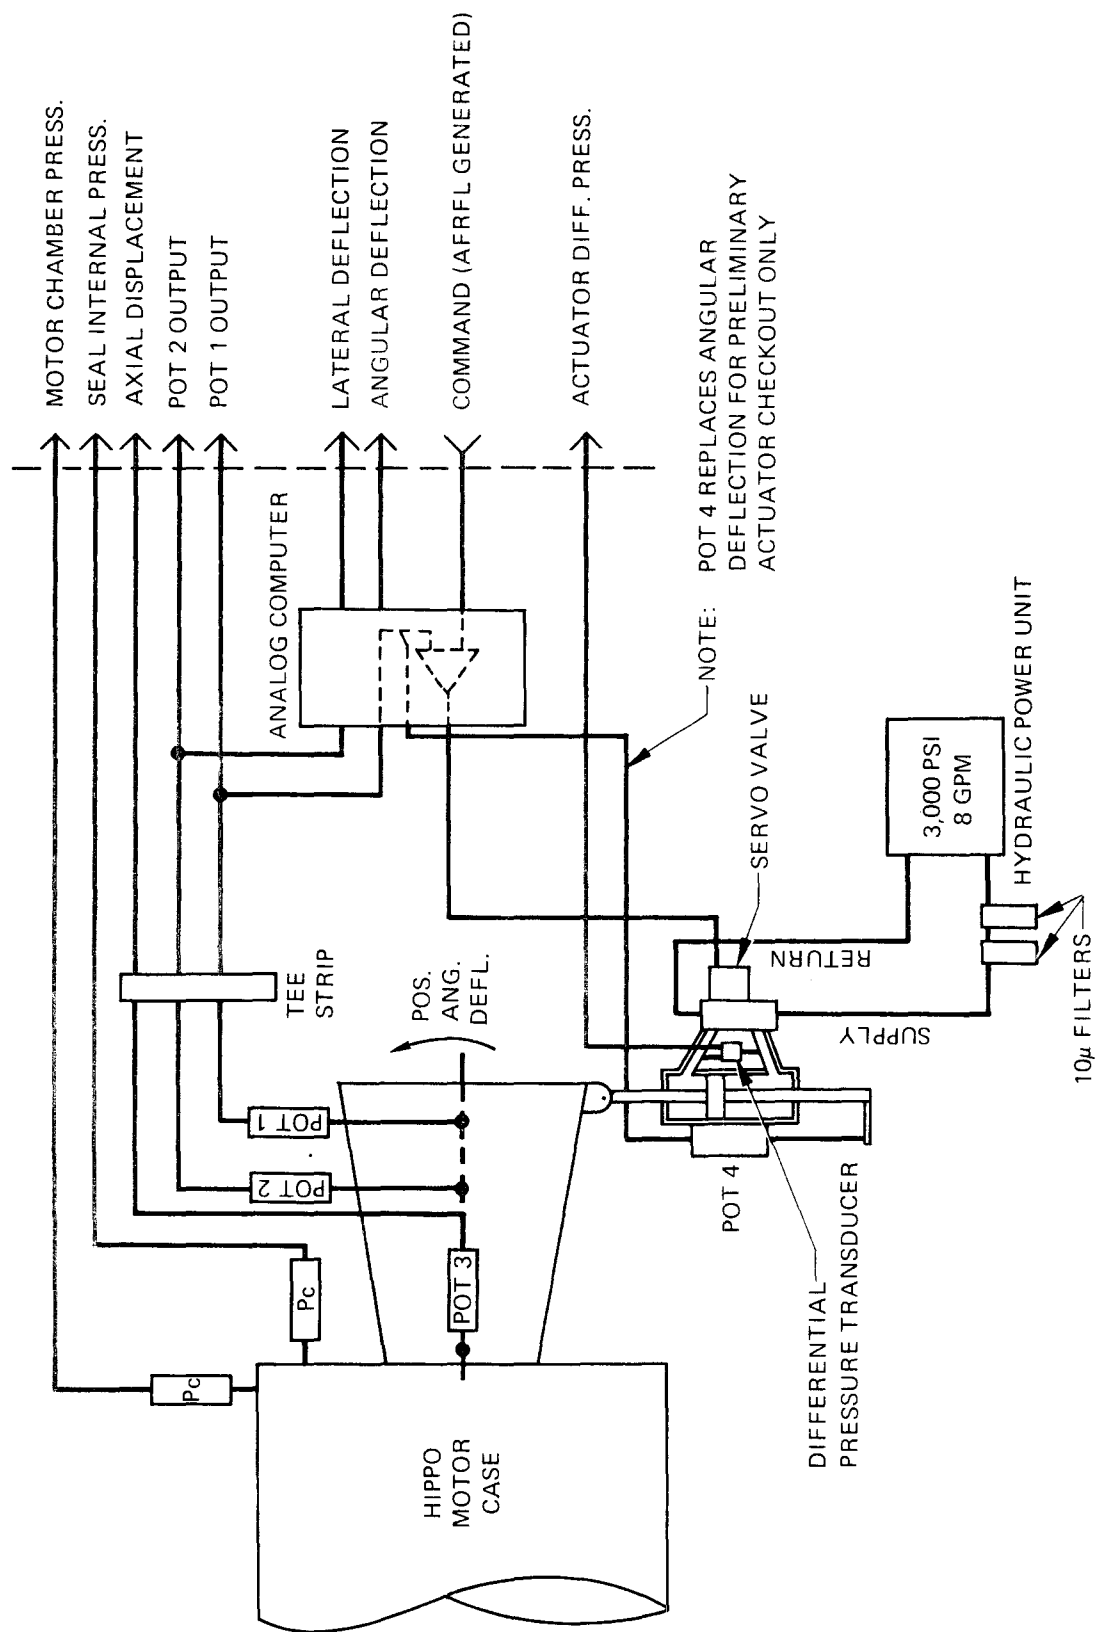 MOTOR CHAMBER PRESS.
SEAL INTERNAL PRESS.
AXIAL DISPLACEMENT
POT 2 OUTPUT
POT 1 OUTPUT
LATERAL DEFLECTION
ANGULAR DEFLECTION
COMMAND (AFRFL GENERATED)
ACTUATOR DIFF. PRESS.
ANALOG COMPUTER
NOTE: POT 4 REPLACES ANGULAR
DEFLECTION FOR PRELIMINARY
ACTUATOR CHECKOUT ONLY
TEE
STRIP
POS.
ANG.
DEFL.
Pc
Pc
POT 2
POT 1
POT 3
HIPPO
MOTOR
CASE
SERVO VALVE
POT 4
RETURN
SUPPLY
3,000 PSI
8 GPM
HYDRAULIC POWER UNIT
DIFFERENTIAL
PRESSURE TRANSDUCER
10µ FILTERS